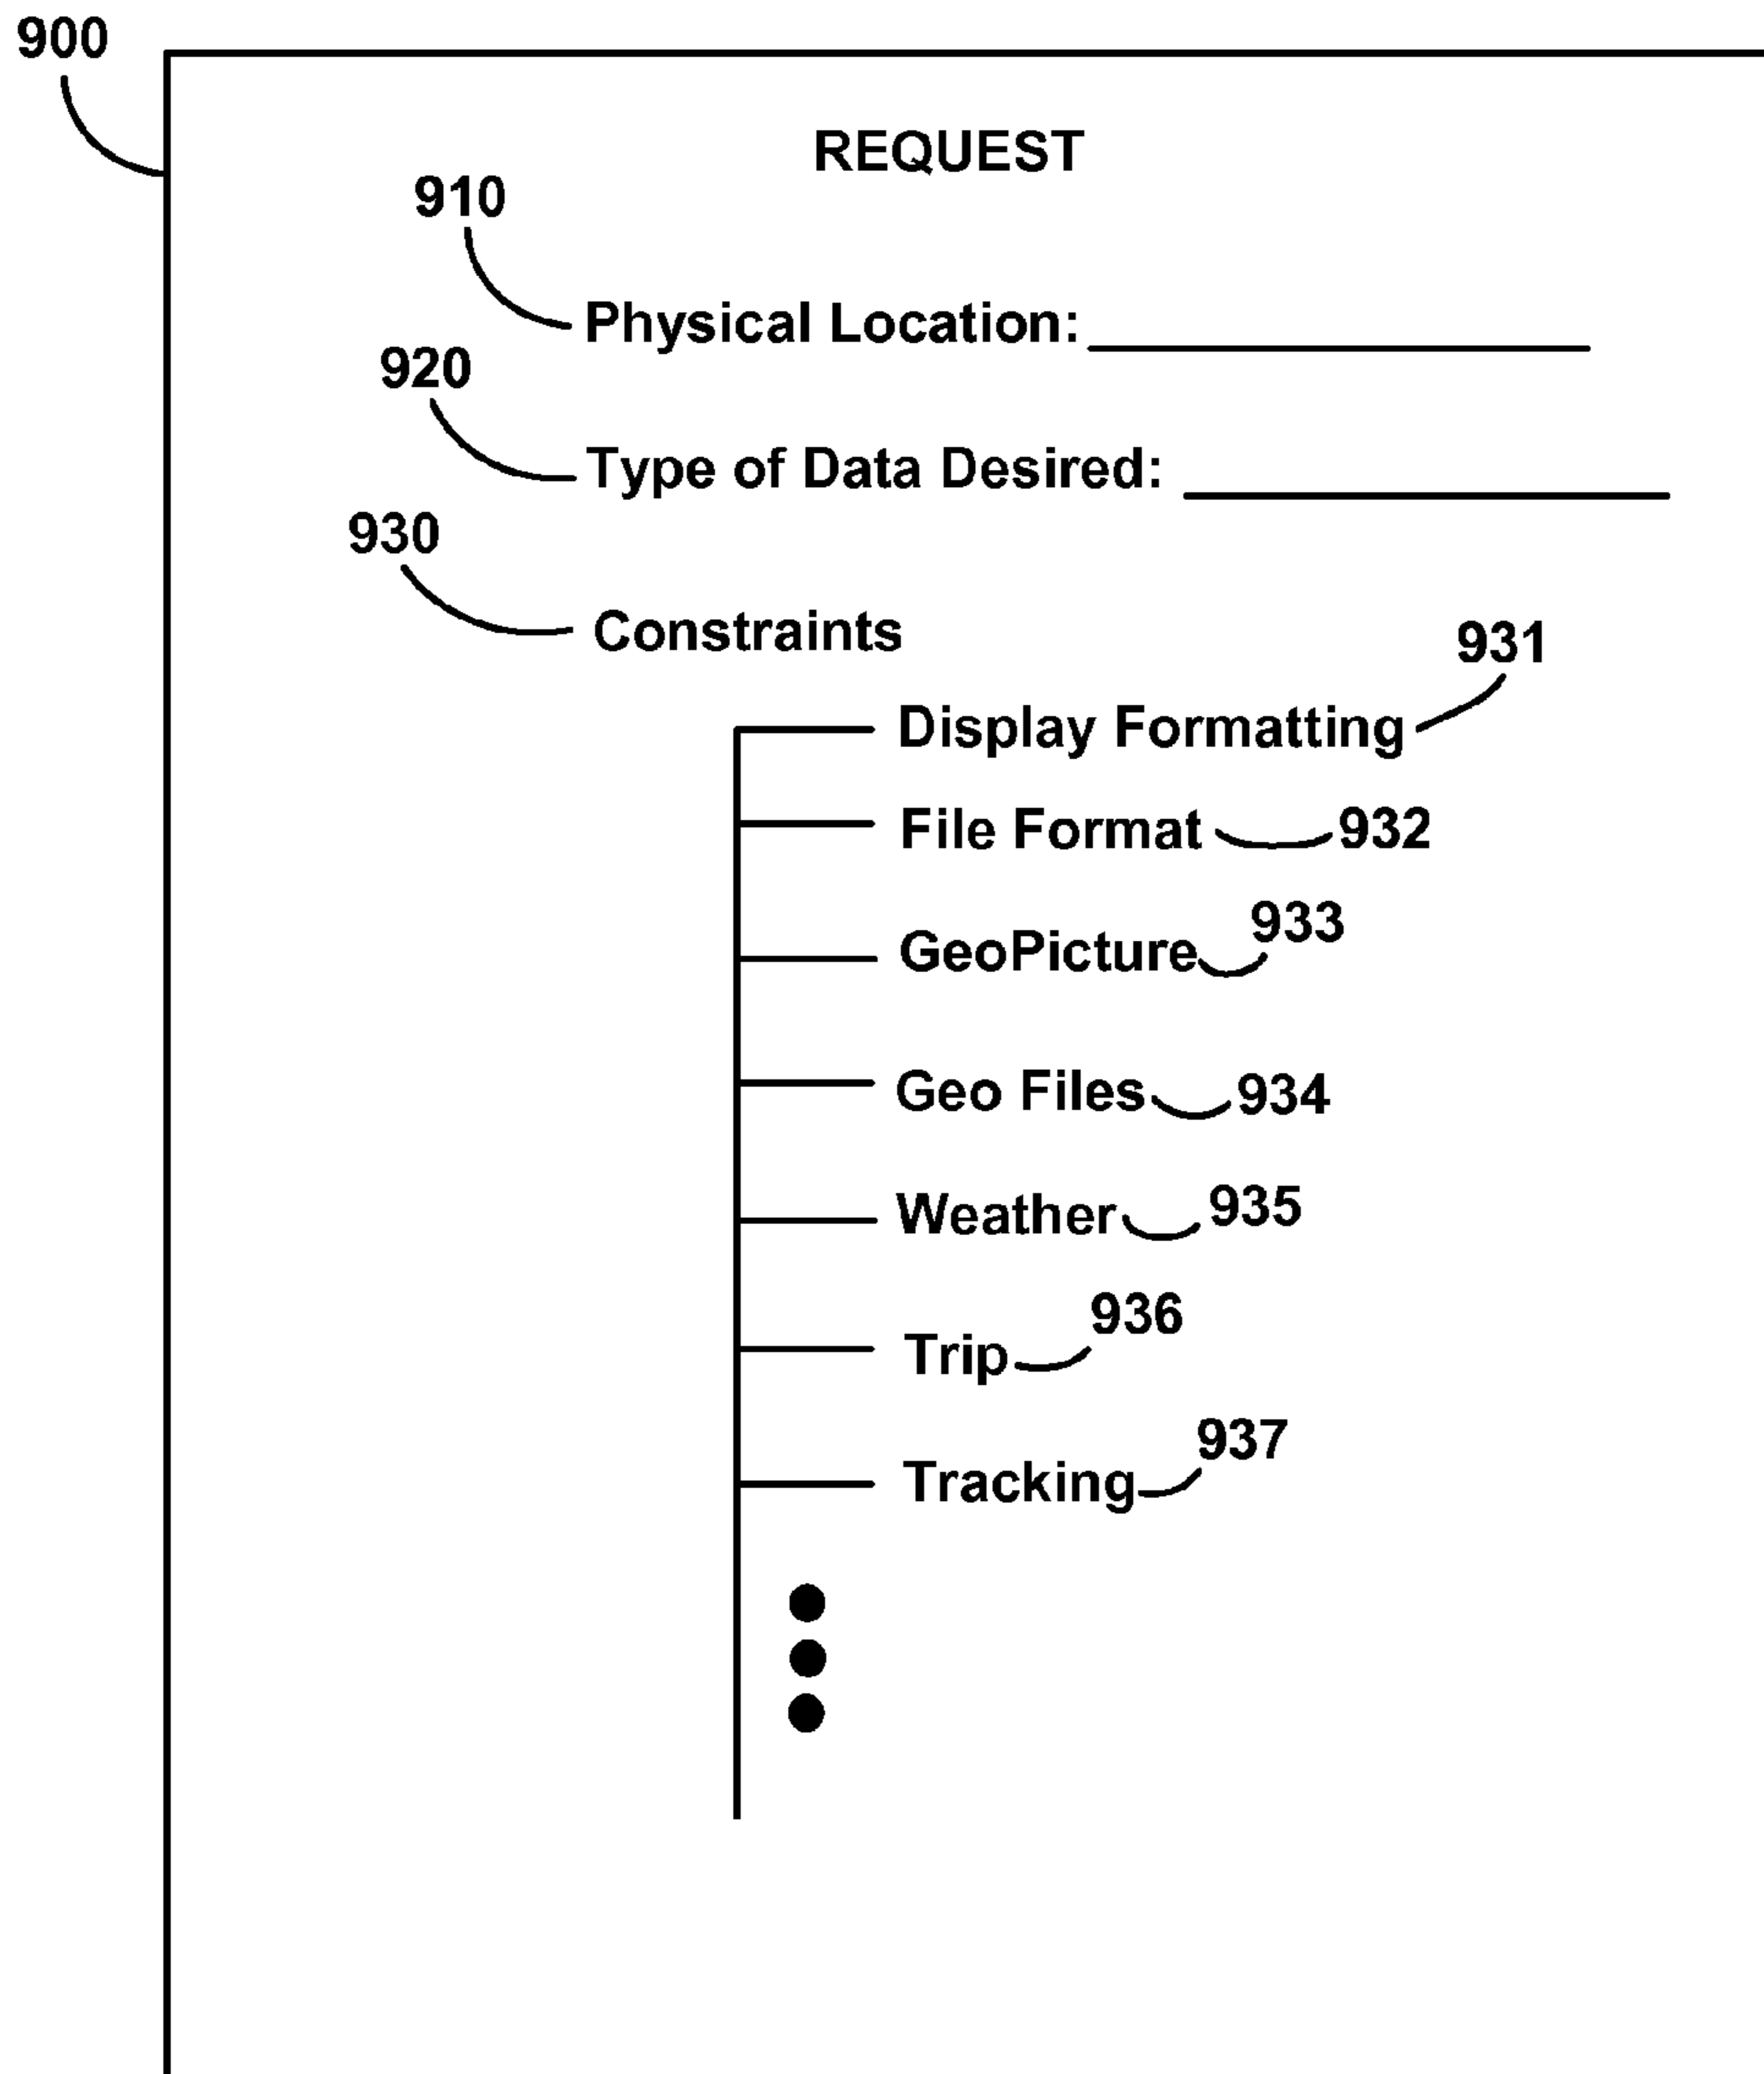 900
REQUEST
910
Physical Location:
920
Type of Data Desired:
930
Constraints
931
Display Formatting
File Format 932
933
GeoPicture
Geo Files 934
Weather 935
936
Trip
937
Tracking